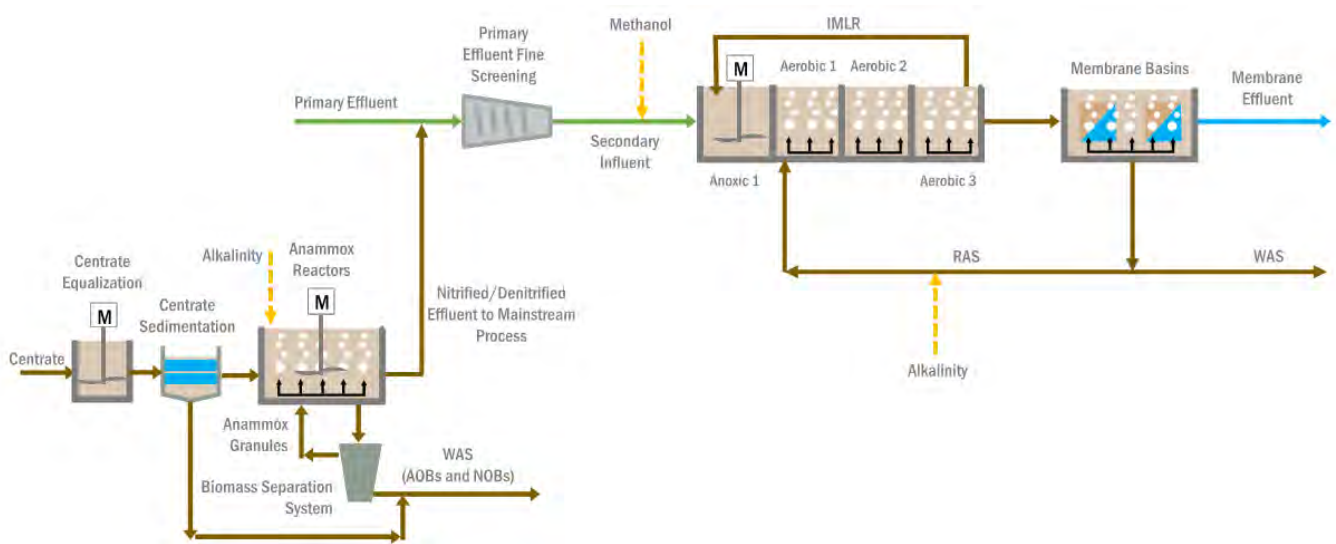 Primary
Effluent Fine
Screening
Methanol
IMLR
Aerobic 1
Aerobic 2
M
Membrane Basins
Membrane
Effluent
Primary Effluent
Secondary
Influent
Anoxic 1
Aerobic 3
Centrate
Equalization
Alkalinity
Anammox
Reactors
RAS
WAS
M
Centrate
Sedimentation
M
Nitrified/Denitrified
Effluent to Mainstream
Process
Centrate
Alkalinity
Anammox
Granules
WAS
(AOBs and NOBs)
Biomass Separation
System